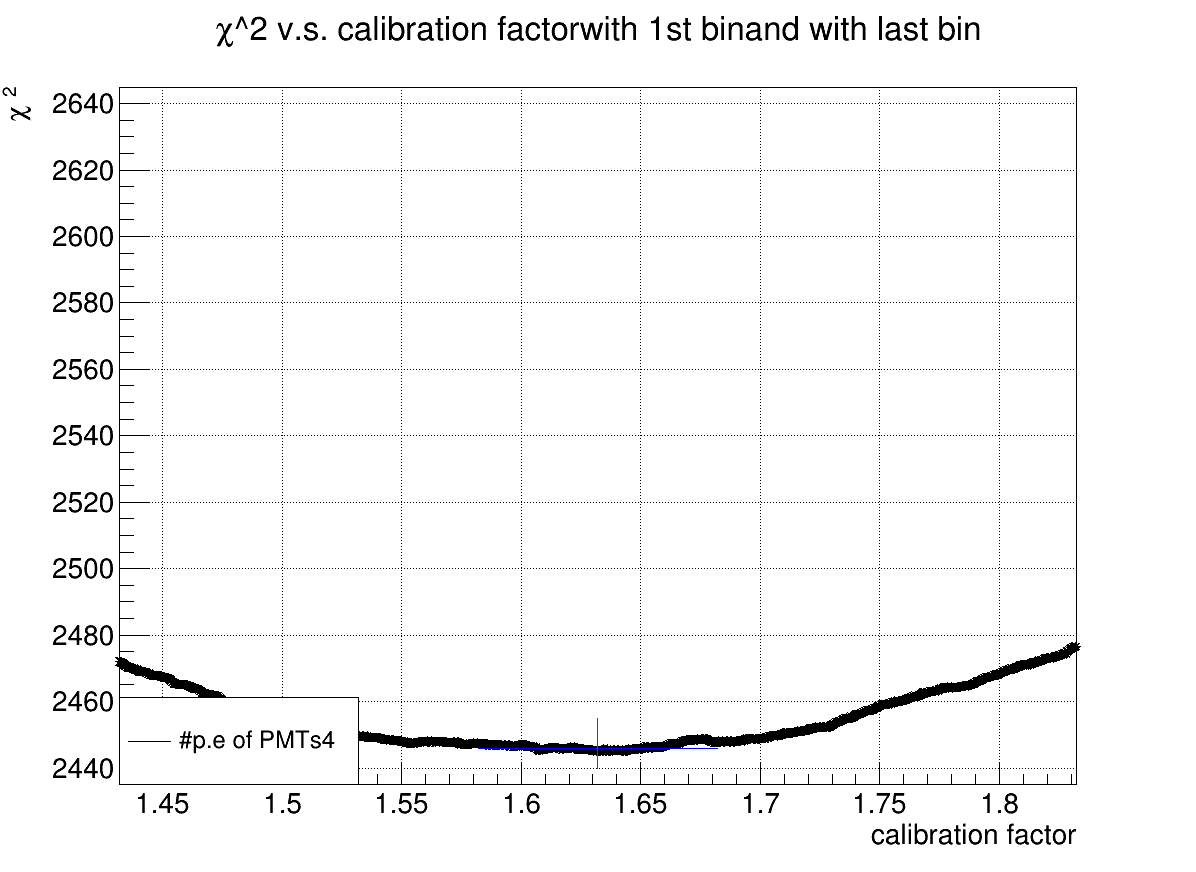 χ^2 v.s. calibration factorwith 1st binand with last bin
χ 2
2640
2620
2600
2580
2560
2540
2520
2500
2480
2460
2440
#p.e of PMTs4
1.45 1.5 1.55 1.6 1.65 1.7 1.75 1.8
calibration factor